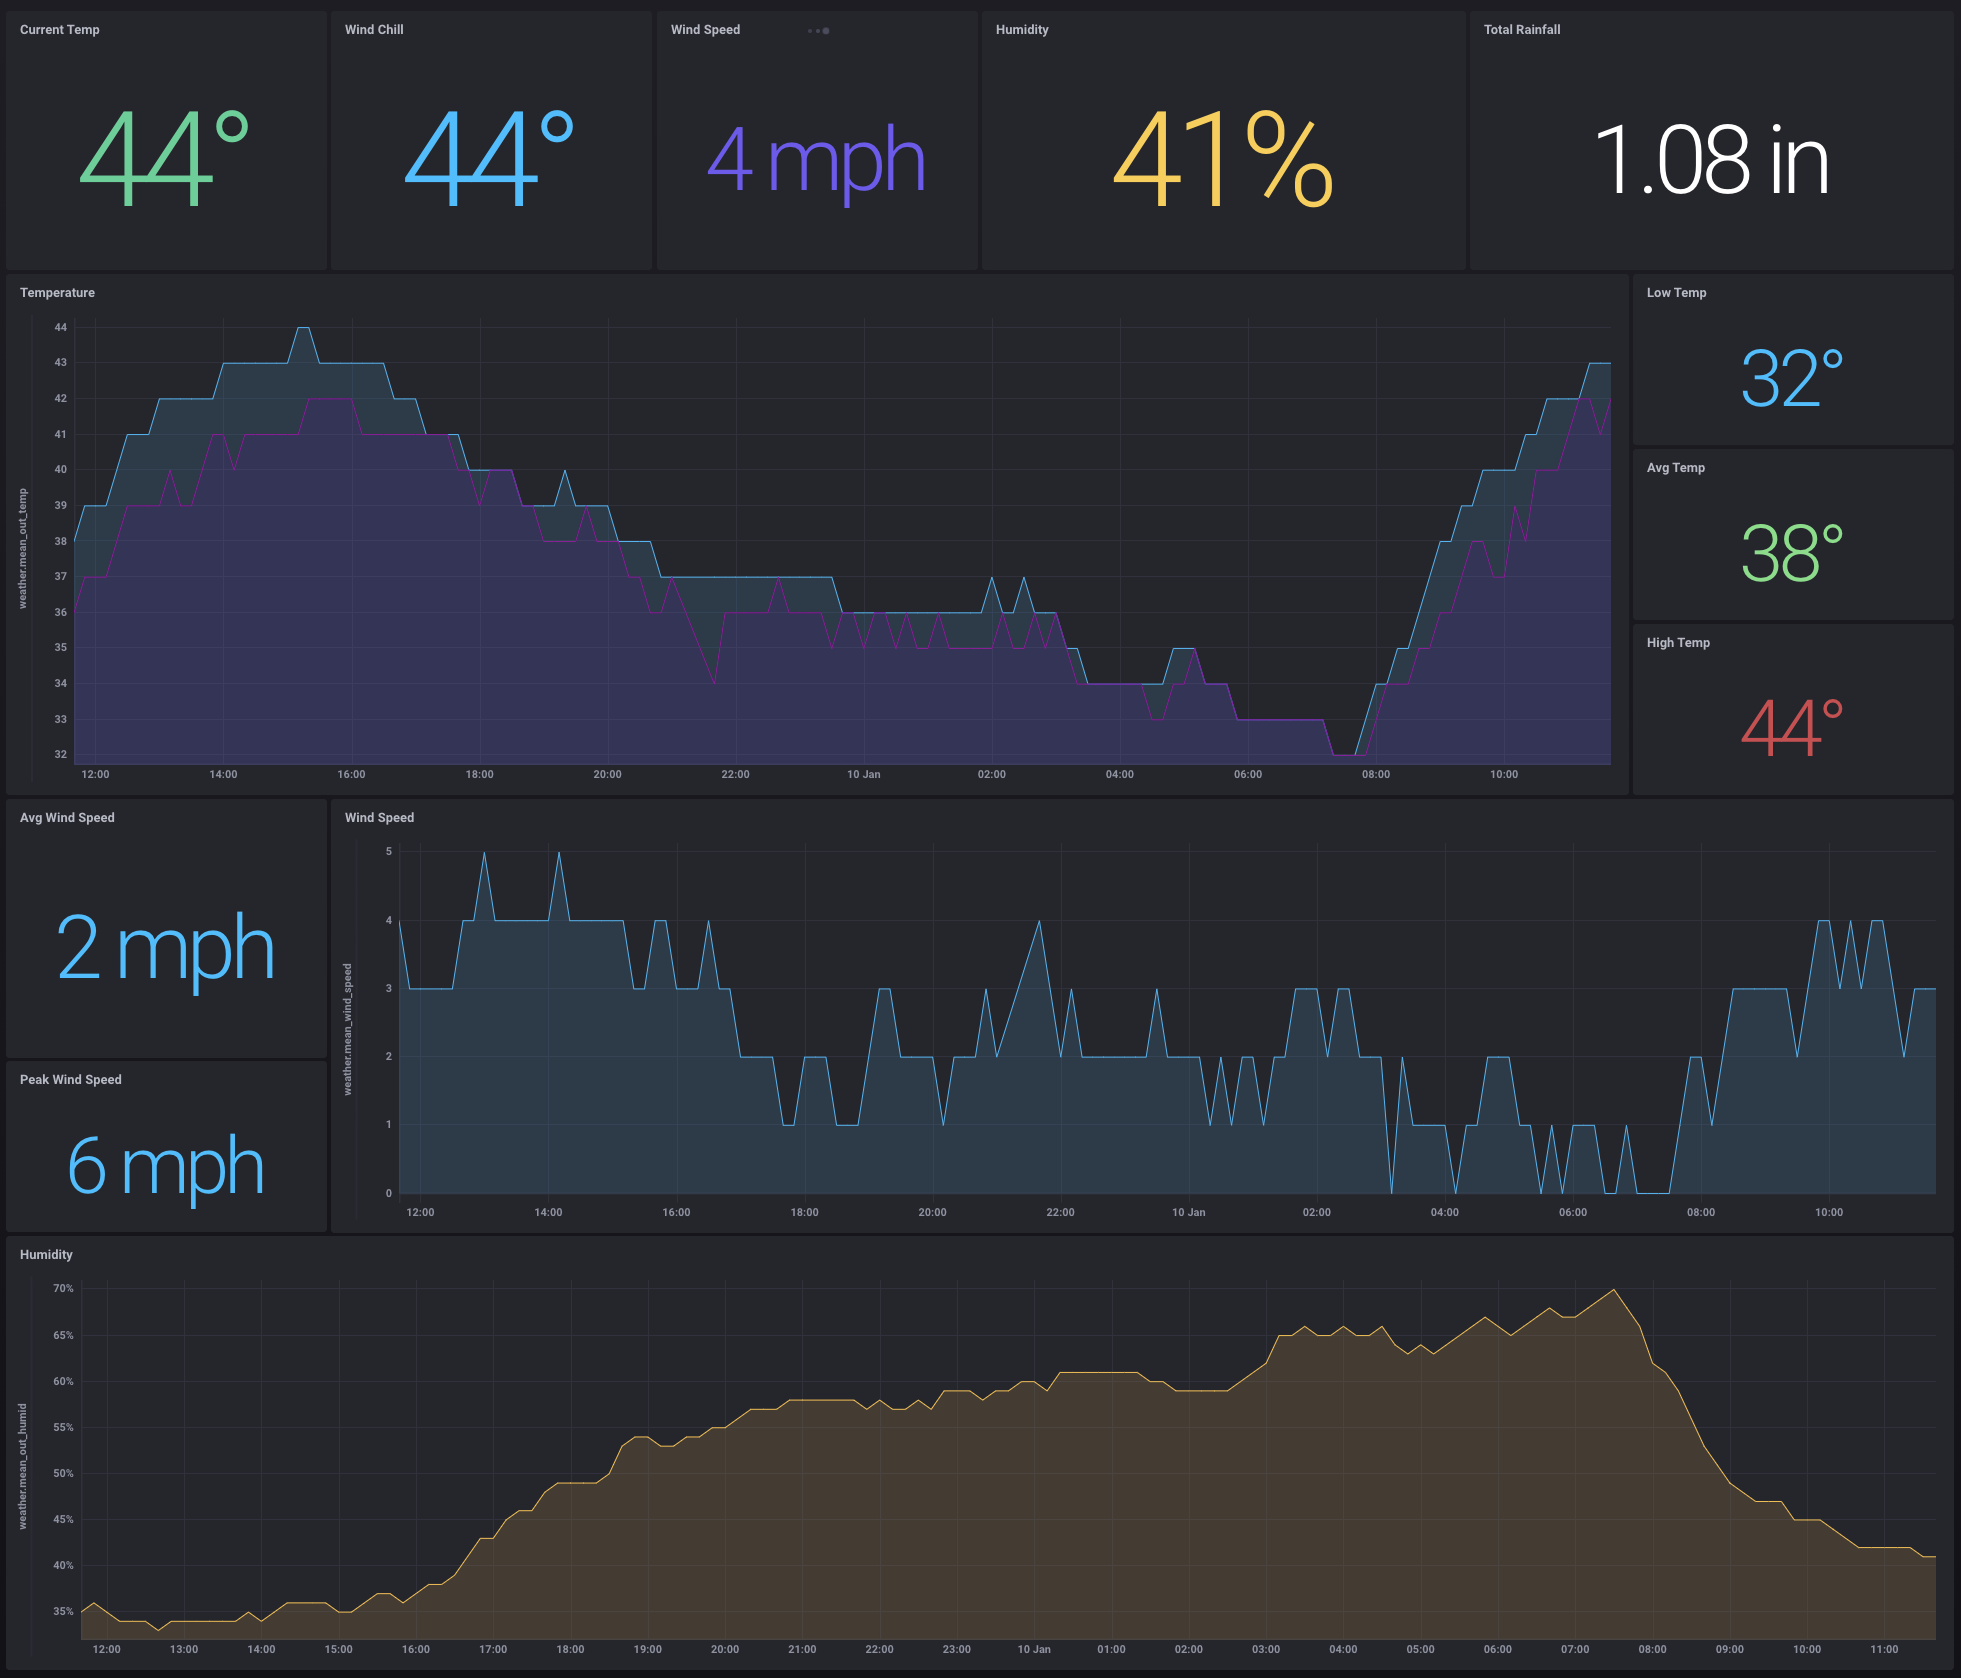 Current Temp
44°
Wind Chill
44°
Wind Speed
4 mph
Humidity
41%
Total Rainfall
1.08 in
Temperature
weather.mean_out_temp
44
43
42
41
40
39
38
37
36
35
34
33
32
12:00 14:00 16:00 18:00 20:00 22:00 10 Jan 02:00 04:00 06:00 08:00 10:00
Low Temp
32°
Avg Temp
38°
High Temp
44°
Avg Wind Speed
2 mph
Peak Wind Speed
6 mph
Wind Speed
weather.mean_wind_speed
5
4
3
2
1
0
12:00 14:00 16:00 18:00 20:00 22:00 10 Jan 02:00 04:00 06:00 08:00 10:00
Humidity
weather.mean_out_humid
70%
65%
60%
55%
50%
45%
40%
35%
12:00 13:00 14:00 15:00 16:00 17:00 18:00 19:00 20:00 21:00 22:00 23:00 10 Jan 01:00 02:00 03:00 04:00 05:00 06:00 07:00 08:00 09:00 10:00 11:00